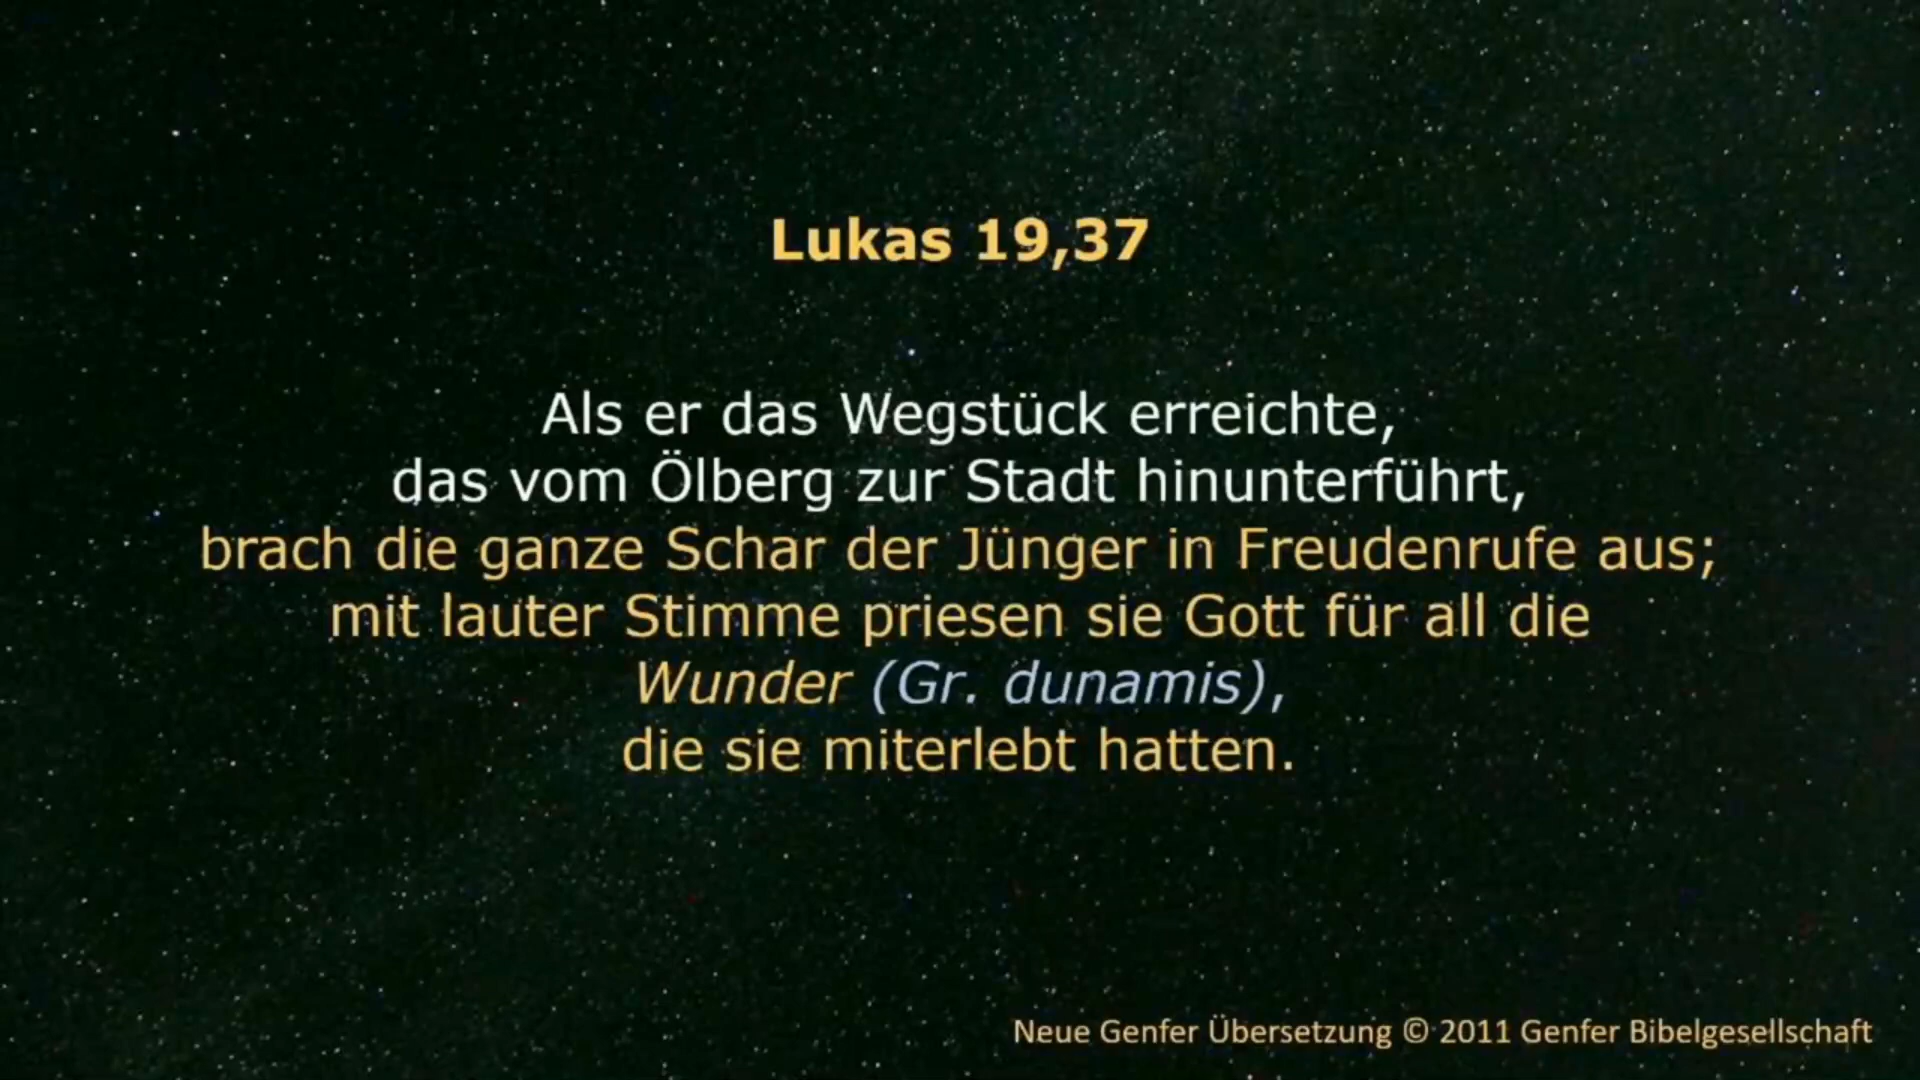 Lukas 19,37
Als er das Wegstück erreichte,
das vom Ölberg zur Stadt hinunterführt,
brach die ganze Schar der Jünger in Freudenrufe aus;
mit lauter Stimme priesen sie Gott für all die
Wunder (Gr. dunamis),
die sie miterlebt hatten.
Neue Genfer Übersetzung © 2011 Genfer Bibelgesellschaft